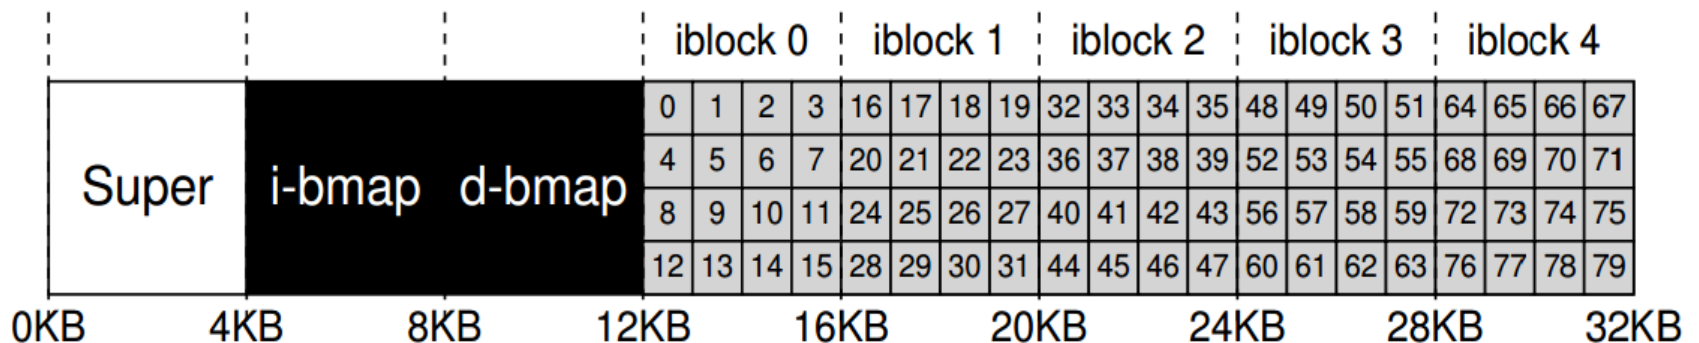 iblock 0 iblock 1 iblock 2 iblock 3 iblock 4
0 1 2 3 16 17 18 19 32 33 34 35 48 49 50 51 64 65 66 67
4 5 6 7 20 21 22 23 36 37 38 39 52 53 54 55 68 69 70 71
Super i-bmap d-bmap
8 9 10 11 24 25 26 27 40 41 42 43 56 57 58 59 72 73 74 75
12 13 14 15 28 29 30 31 44 45 46 47 60 61 62 63 76 77 78 79
0KB 4KB 8KB 12KB 16KB 20KB 24KB 28KB 32KB